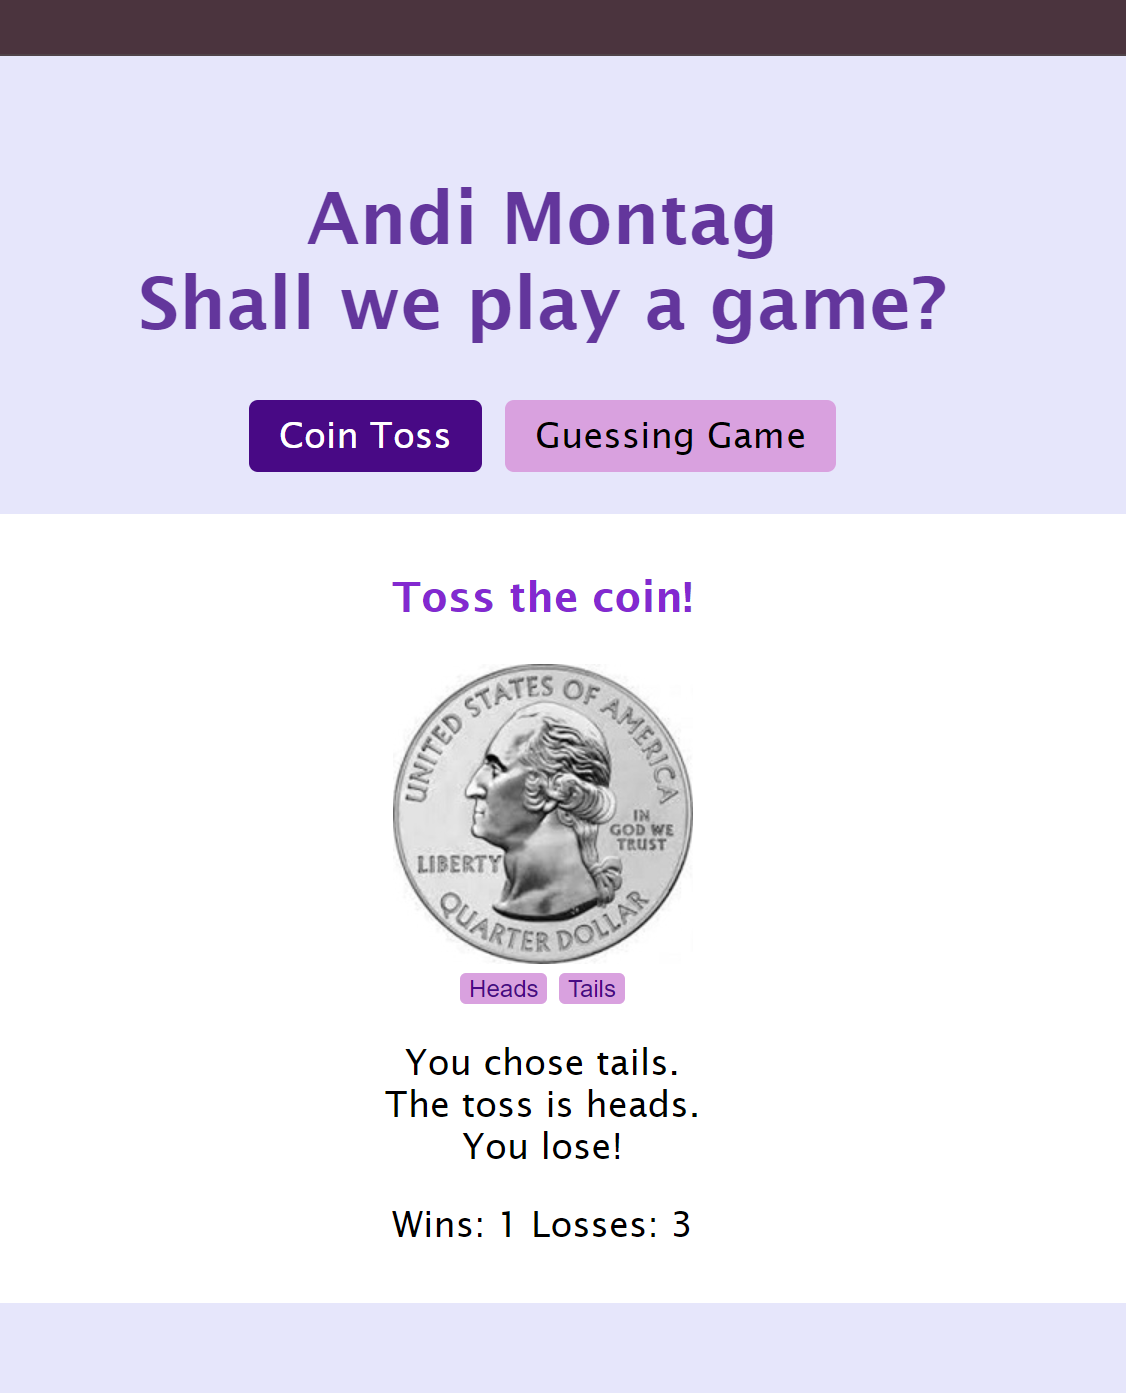 Andi Montag
Shall we play a game?
Coin Toss Guessing Game
Toss the coin!
UNITED STATES OF AMERICA
IN
GOD WE
TRUST
LIBERTY
QUARTER DOLLAR
Heads Tails
You chose tails.
The toss is heads.
You lose!
Wins: 1 Losses: 3